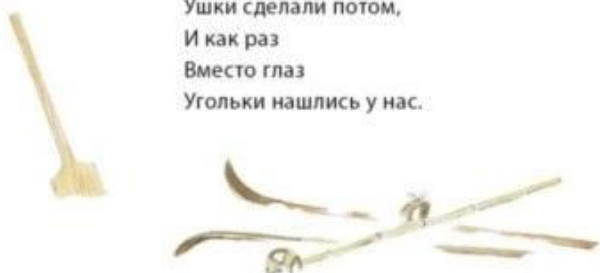 Ушки сделали потом,
И как раз
Вместо глаз
Угольки нашлись у нас.